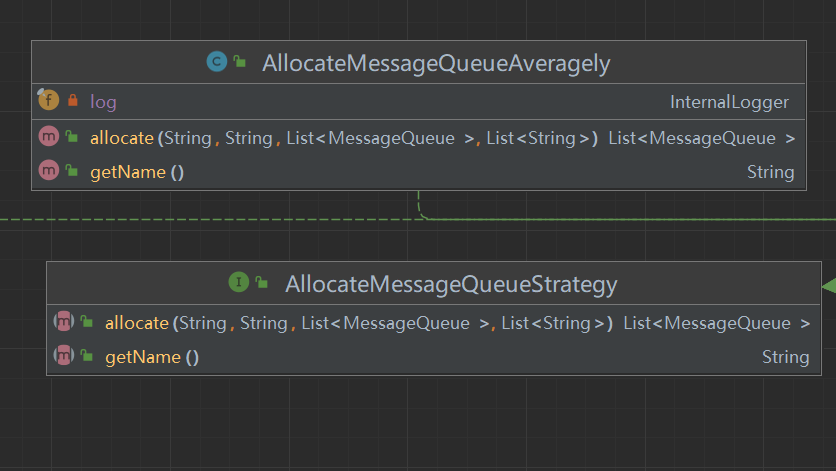 C AllocateMessageQueueAveragely
f log InternalLogger
m allocate(String, String, List<MessageQueue >, List<String>) List<MessageQueue >
m getName () String
I AllocateMessageQueueStrategy
m allocate(String, String, List<MessageQueue >, List<String>) List<MessageQueue >
m getName () String